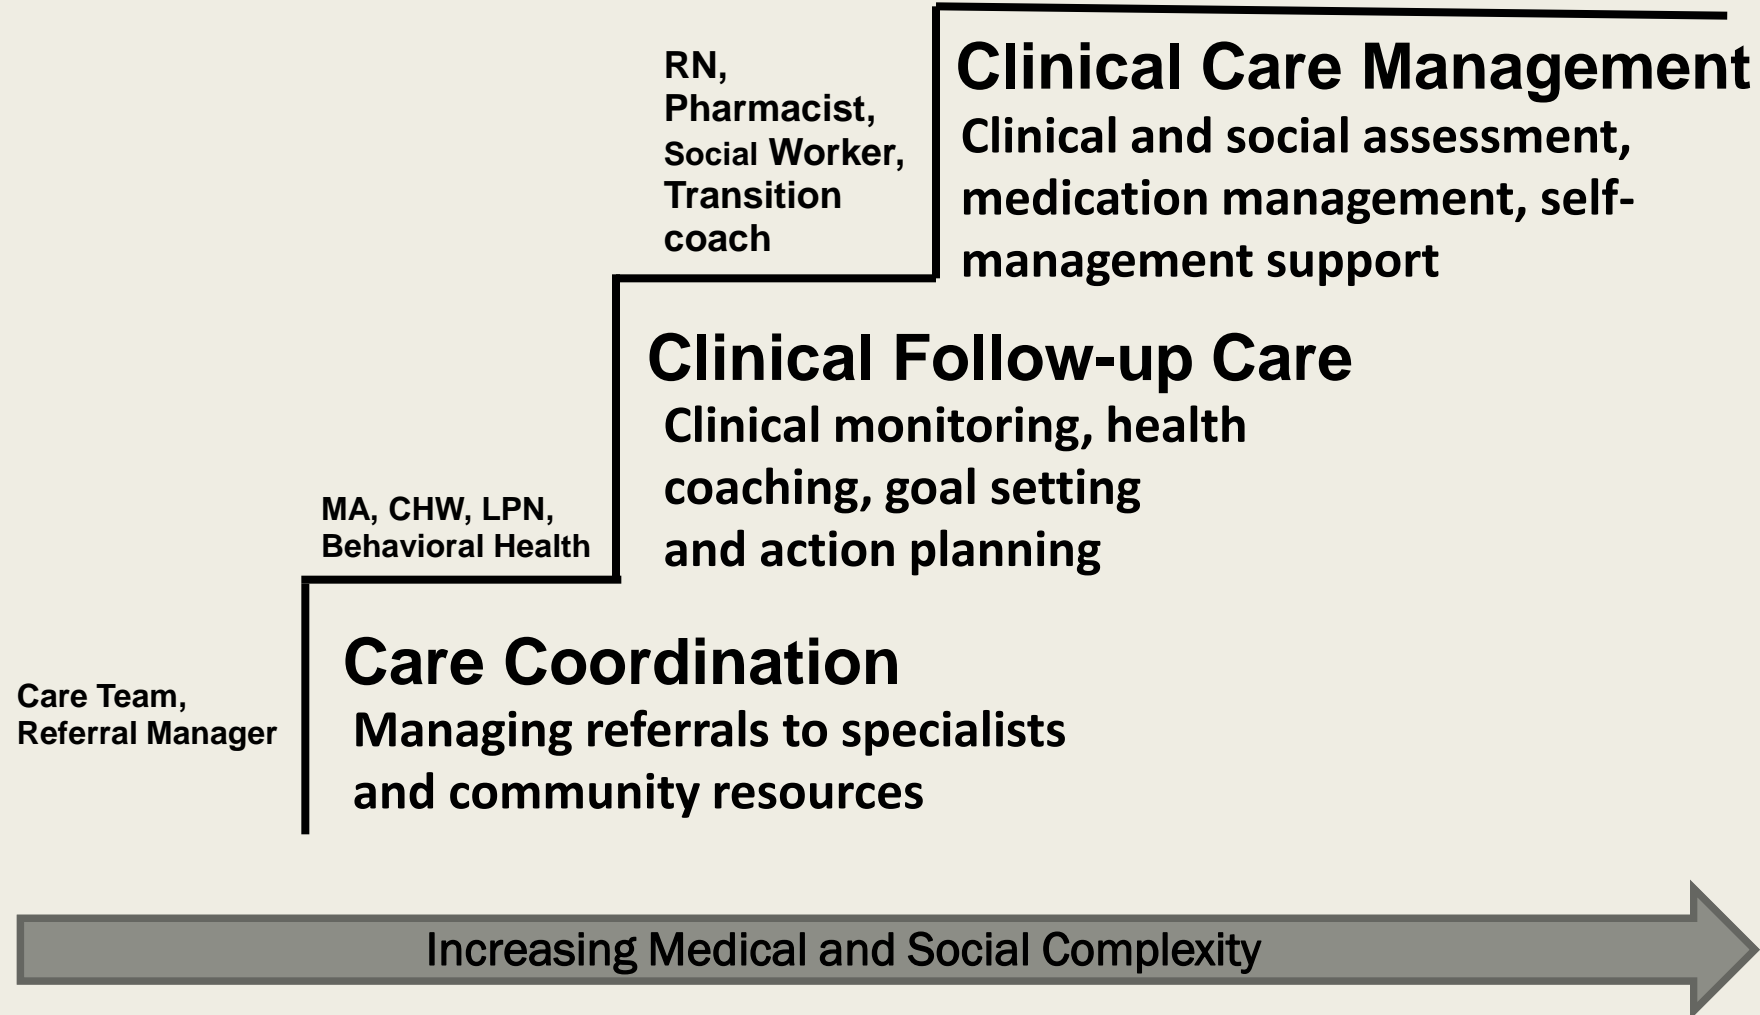 RN,
Pharmacist,
Social Worker,
Transition
coach
Clinical Care Management
Clinical and social assessment,
medication management, self-
management support
MA, CHW, LPN,
Behavioral Health
Clinical Follow-up Care
Clinical monitoring, health
coaching, goal setting
and action planning
Care Team,
Referral Manager
Care Coordination
Managing referrals to specialists
and community resources
Increasing Medical and Social Complexity